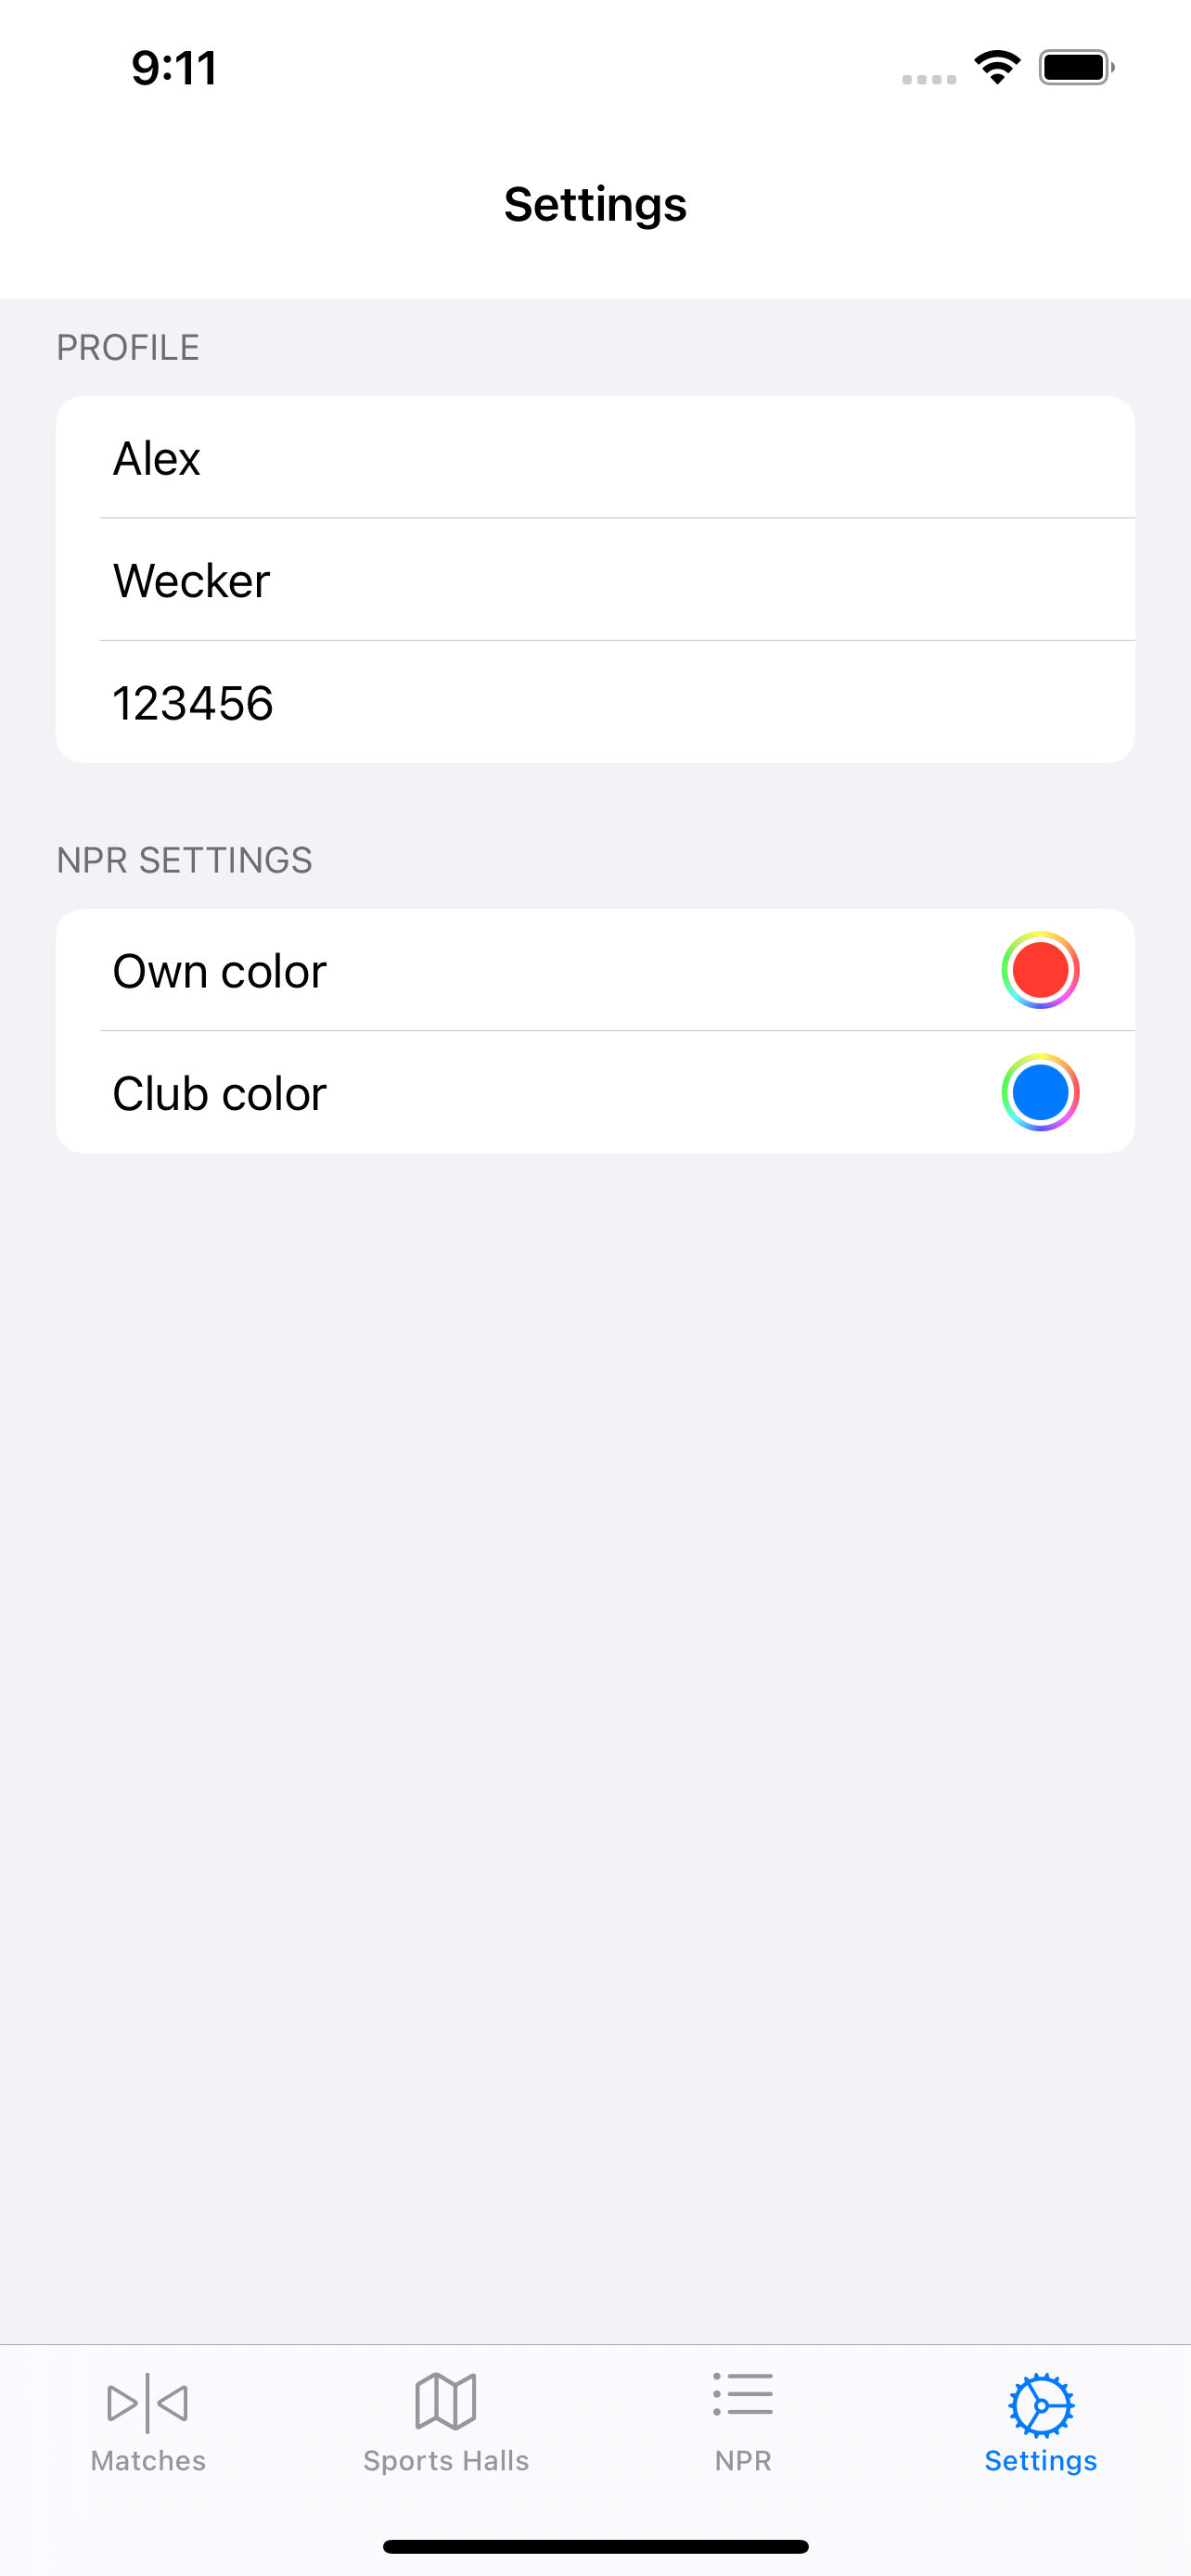 9:11
Settings
PROFILE
Alex
Wecker
123456
NPR SETTINGS
Own color
Club color
Matches
Sports Halls
NPR
Settings